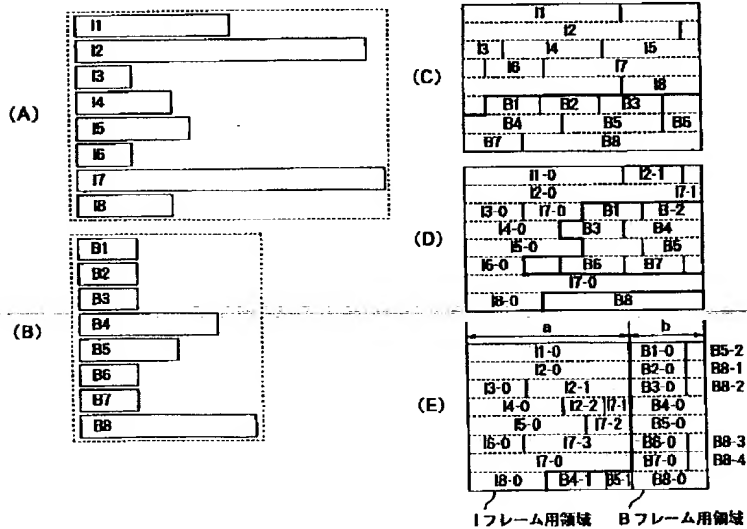 (A)
I1
I2
I3
I4
I5
I6
I7
I8
(B)
B1
B2
B3
B4
B5
B6
B7
B8
(C)
I1
I2
I3 I4 I5
I6 I7
I8
B1 B2 B3
B4 B5 B6
B7 B8
(D)
I1-0 I2-1
I2-0 I7-1
I3-0 I7-0 B1 B-2
I4-0 B3 B4
I5-0 B5
I6-0 B6 B7
I7-0
I8-0 B8
(E)
a b
I1-0 B1-0 B5-2
I2-0 B2-0 B8-1
I3-0 I2-1 B3-0 B8-2
I4-0 I2-2 I7-1 B4-0
I5-0 I7-2 B5-0
I6-0 I7-3 B6-0 B8-3
I7-0 B7-0 B8-4
I8-0 B4-1 B5-1 B8-0
Iフレーム用領域 Bフレーム用領域